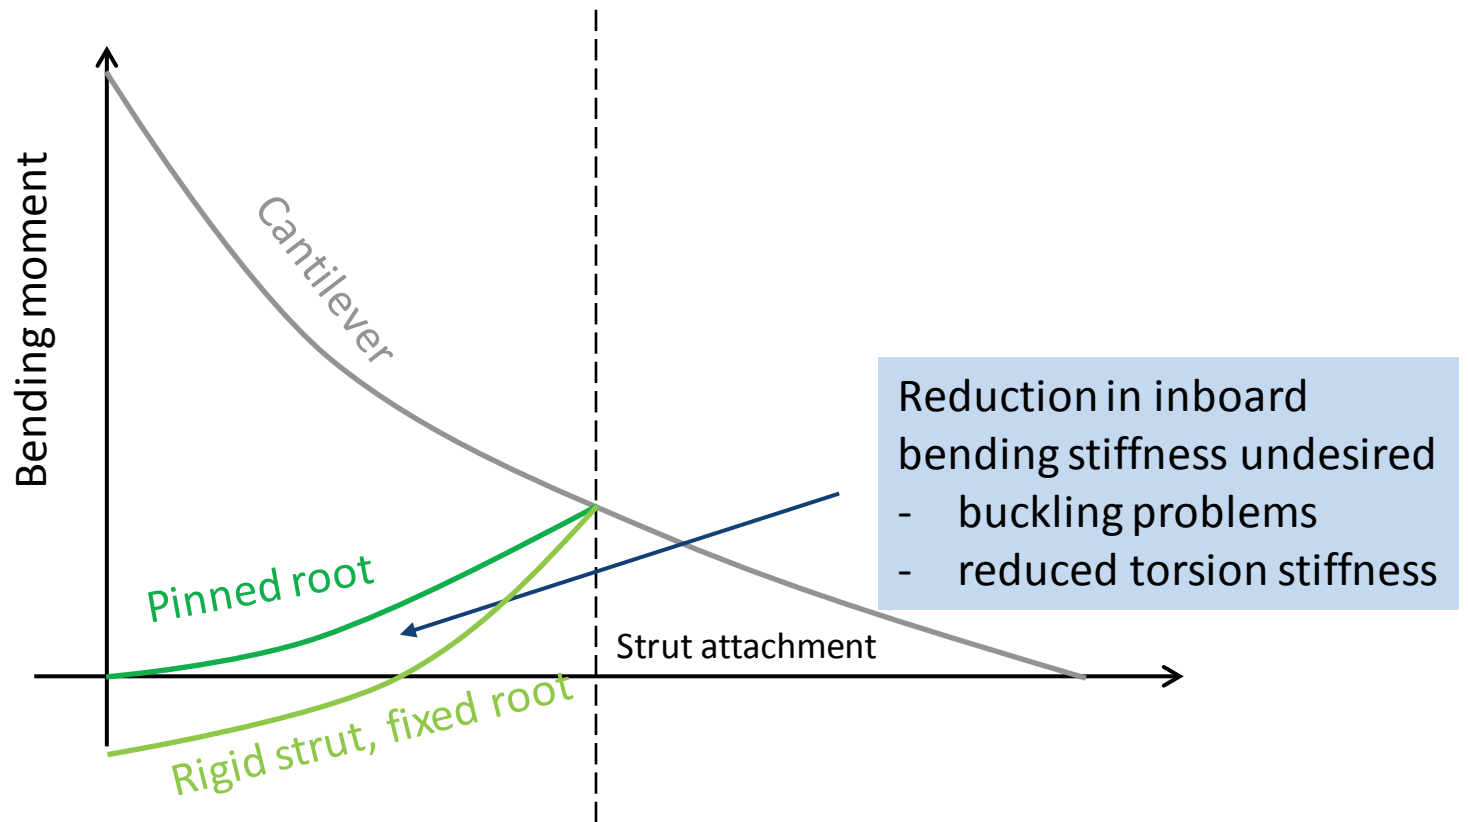 Bending moment
Cantilever
Reduction in inboard
bending stiffness undesired
- buckling problems
- reduced torsion stiffness
Pinned root
Strut attachment
Rigid strut, fixed root